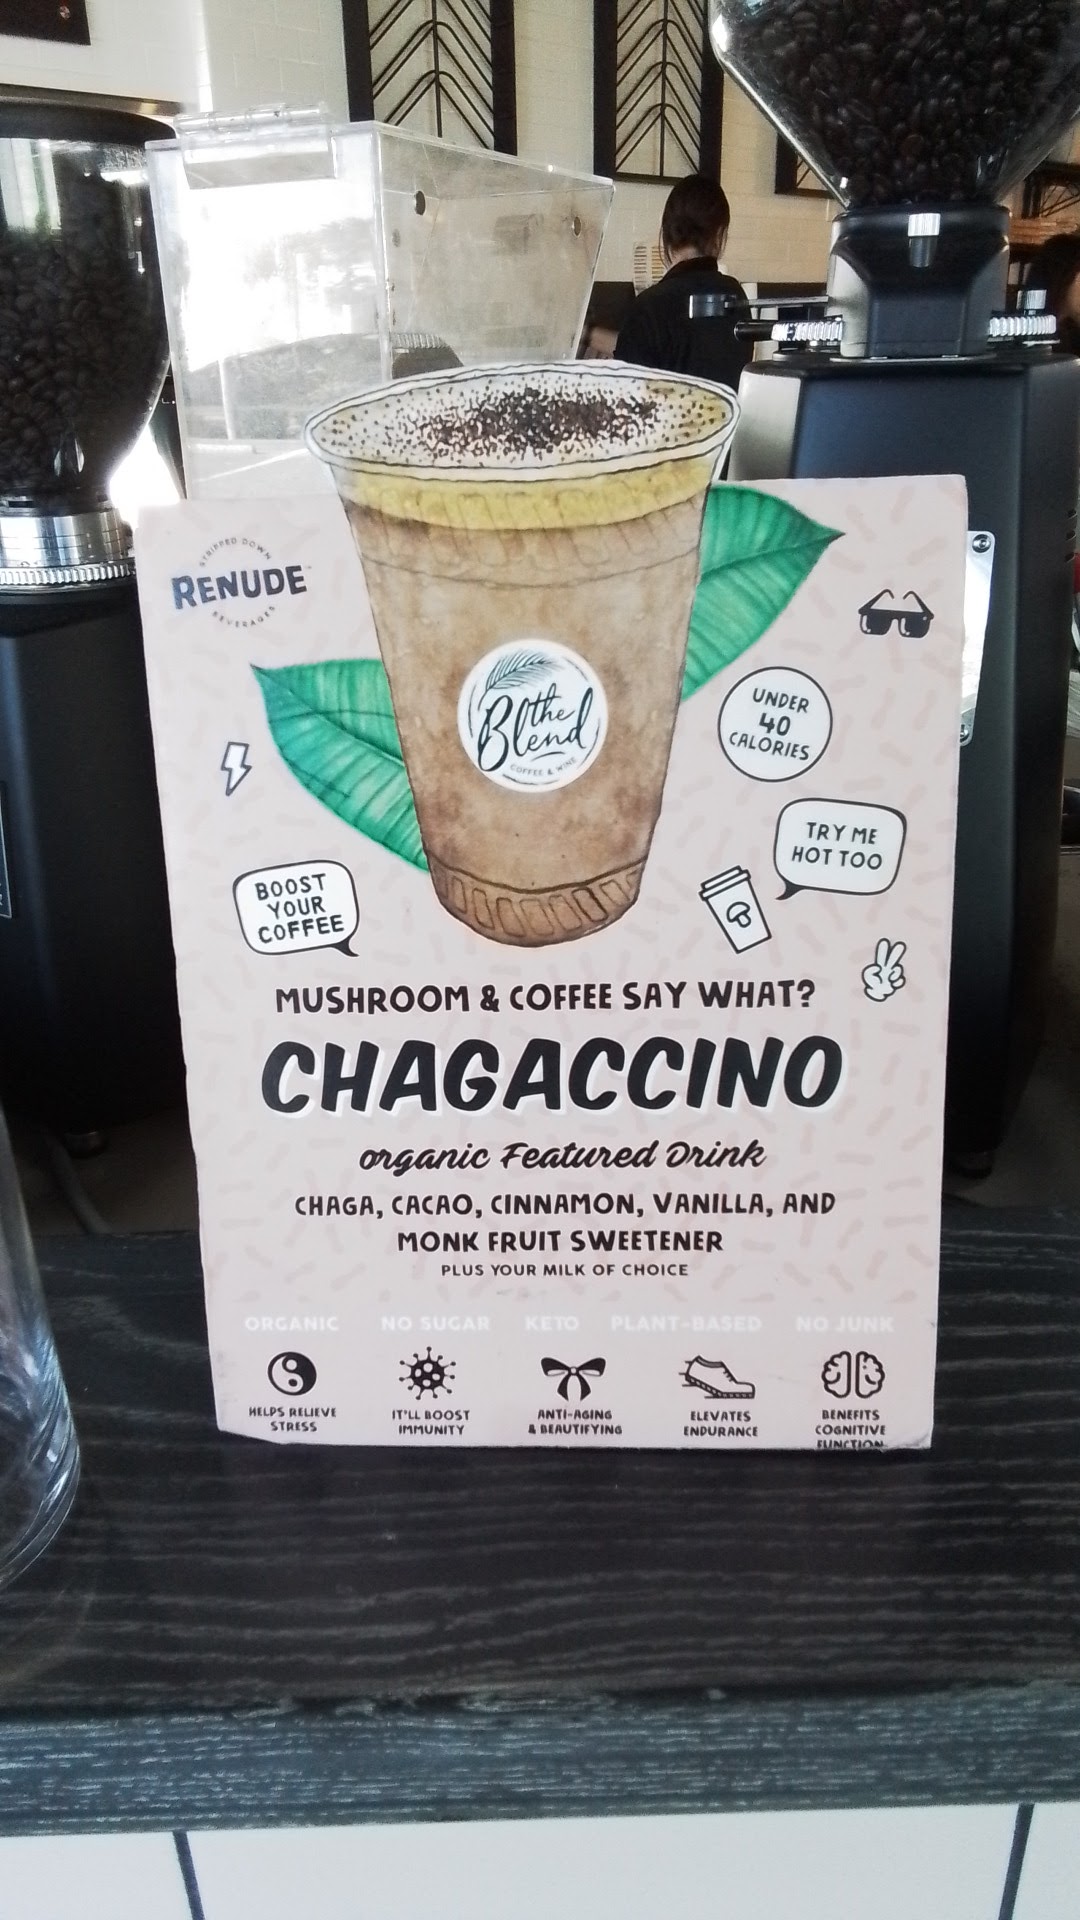 STRIPPED DOWN
RENUDE
BEVERAGES
the
Blend
COFFEE & WINE
UNDER
40
CALORIES
TRY ME
HOT TOO
BOOST
YOUR
COFFEE
MUSHROOM & COFFEE SAY WHAT?
CHAGACCINO
organic Featured Drink
CHAGA, CACAO, CINNAMON, VANILLA, AND
MONK FRUIT SWEETENER
PLUS YOUR MILK OF CHOICE
ORGANIC NO SUGAR KETO PLANT-BASED NO JUNK
HELPS RELIEVE
STRESS
IT'LL BOOST
IMMUNITY
ANTI-AGING
& BEAUTIFYING
ELEVATES
ENDURANCE
BENEFITS
COGNITIVE
FUNCTION